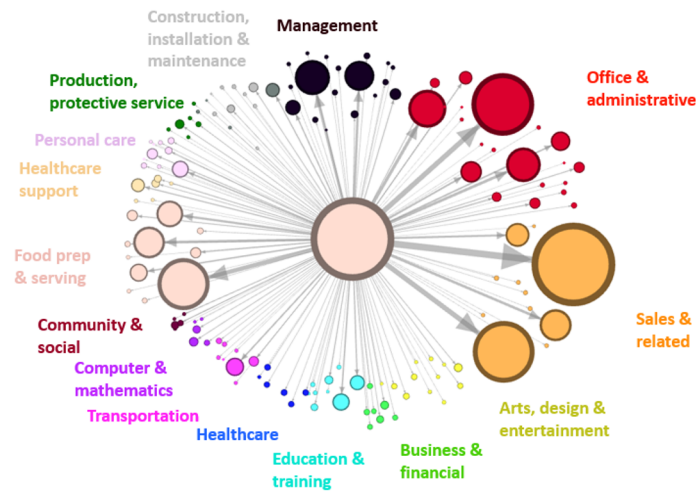 Construction,
installation &
maintenance
Management
Office &
administrative
Production,
protective service
Personal care
Healthcare
support
Food prep
& serving
Community &
social
Computer &
mathematics
Transportation
Healthcare
Education &
training
Business &
financial
Arts, design &
entertainment
Sales &
related